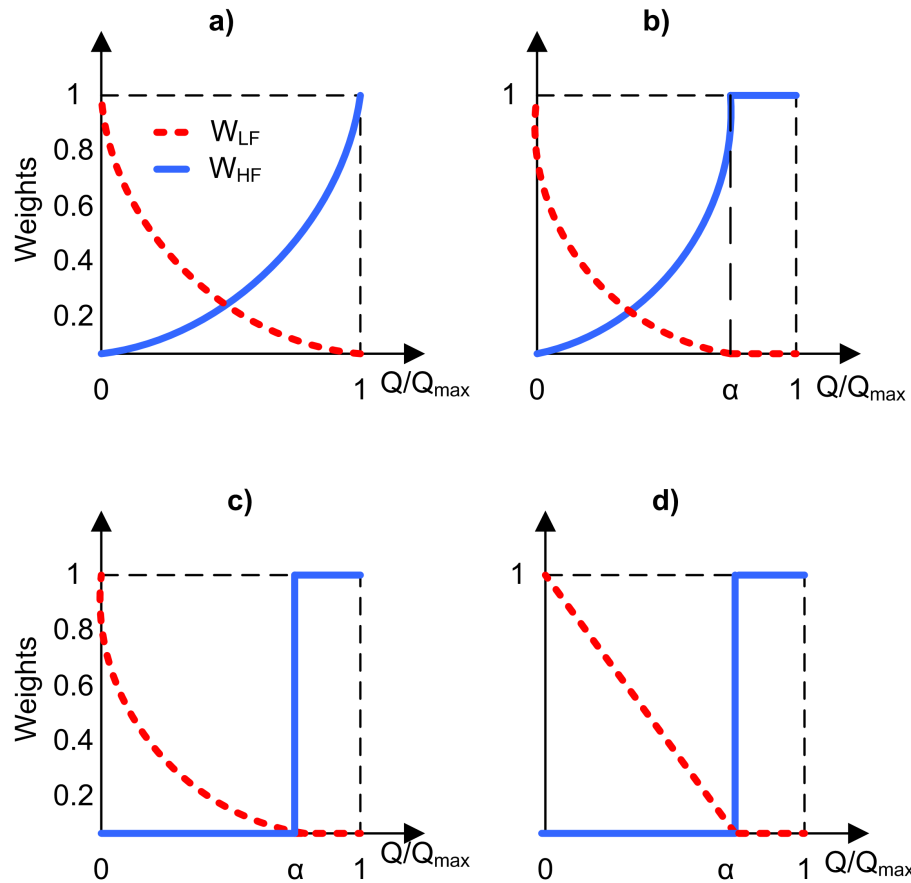 a)
1
0.8
0.6
0.4
0.2
Weights
W_LF
W_HF
0 1 Q/Q_max
b)
1
0 α 1 Q/Q_max
c)
1
0.8
0.6
0.4
0.2
Weights
0 α 1 Q/Q_max
d)
1
0 α 1 Q/Q_max